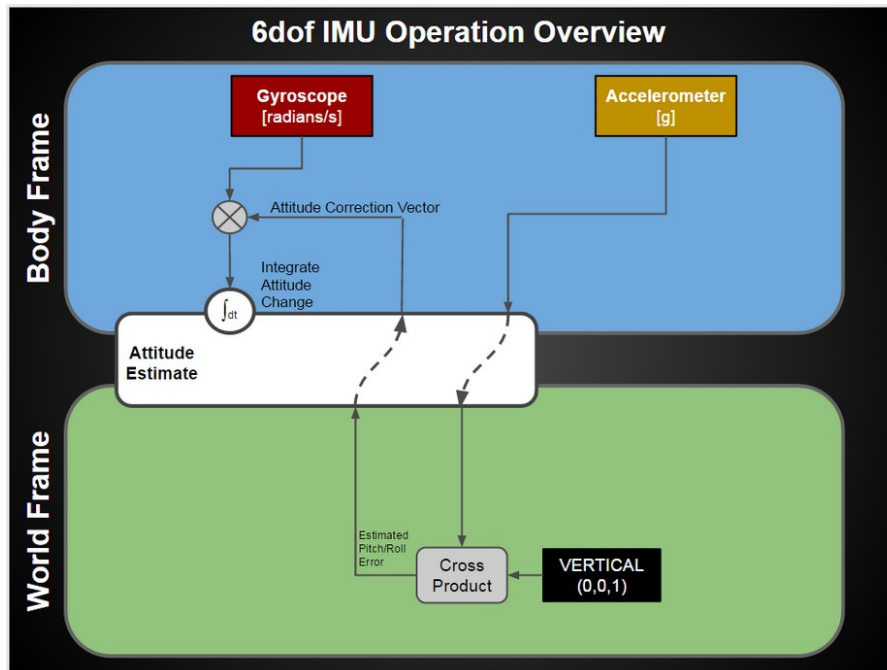 6dof IMU Operation Overview
Body Frame
Gyroscope
[radians/s]
Accelerometer
[g]
Attitude Correction Vector
Integrate
Attitude
Change
∫dt
Attitude
Estimate
World Frame
Estimated
Pitch/Roll
Error
Cross
Product
VERTICAL
(0,0,1)